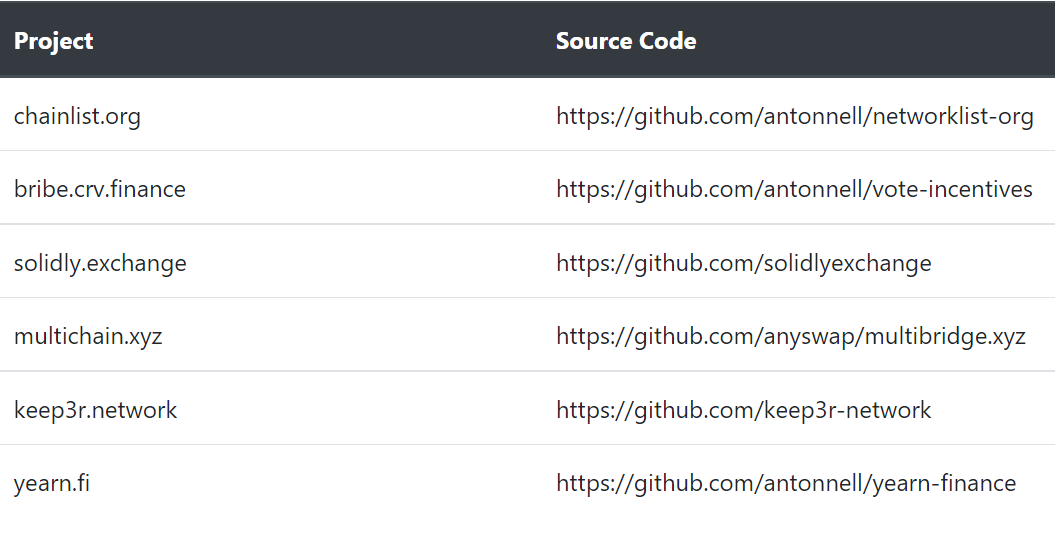 Project Source Code
chainlist.org https://github.com/antonnell/networklist-org
bribe.crv.finance https://github.com/antonnell/vote-incentives
solidly.exchange https://github.com/solidlyexchange
multichain.xyz https://github.com/anyswap/multibridge.xyz
keep3r.network https://github.com/keep3r-network
yearn.fi https://github.com/antonnell/yearn-finance